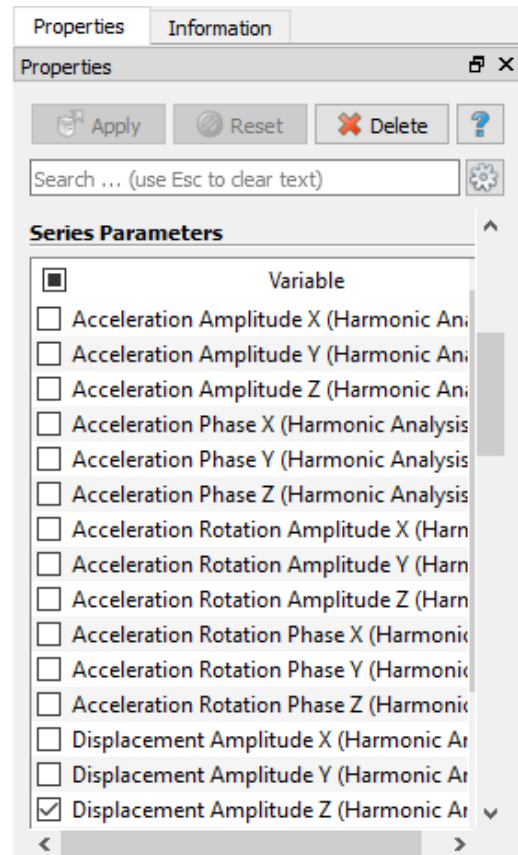 Properties Information
Properties
Apply Reset Delete ?
Search ... (use Esc to clear text)
Series Parameters
Variable
Acceleration Amplitude X (Harmonic Ana
Acceleration Amplitude Y (Harmonic Ana
Acceleration Amplitude Z (Harmonic Ana
Acceleration Phase X (Harmonic Analysis
Acceleration Phase Y (Harmonic Analysis
Acceleration Phase Z (Harmonic Analysis
Acceleration Rotation Amplitude X (Harn
Acceleration Rotation Amplitude Y (Harn
Acceleration Rotation Amplitude Z (Harn
Acceleration Rotation Phase X (Harmonic
Acceleration Rotation Phase Y (Harmonic
Acceleration Rotation Phase Z (Harmonic
Displacement Amplitude X (Harmonic Ar
Displacement Amplitude Y (Harmonic Ar
Displacement Amplitude Z (Harmonic Ar